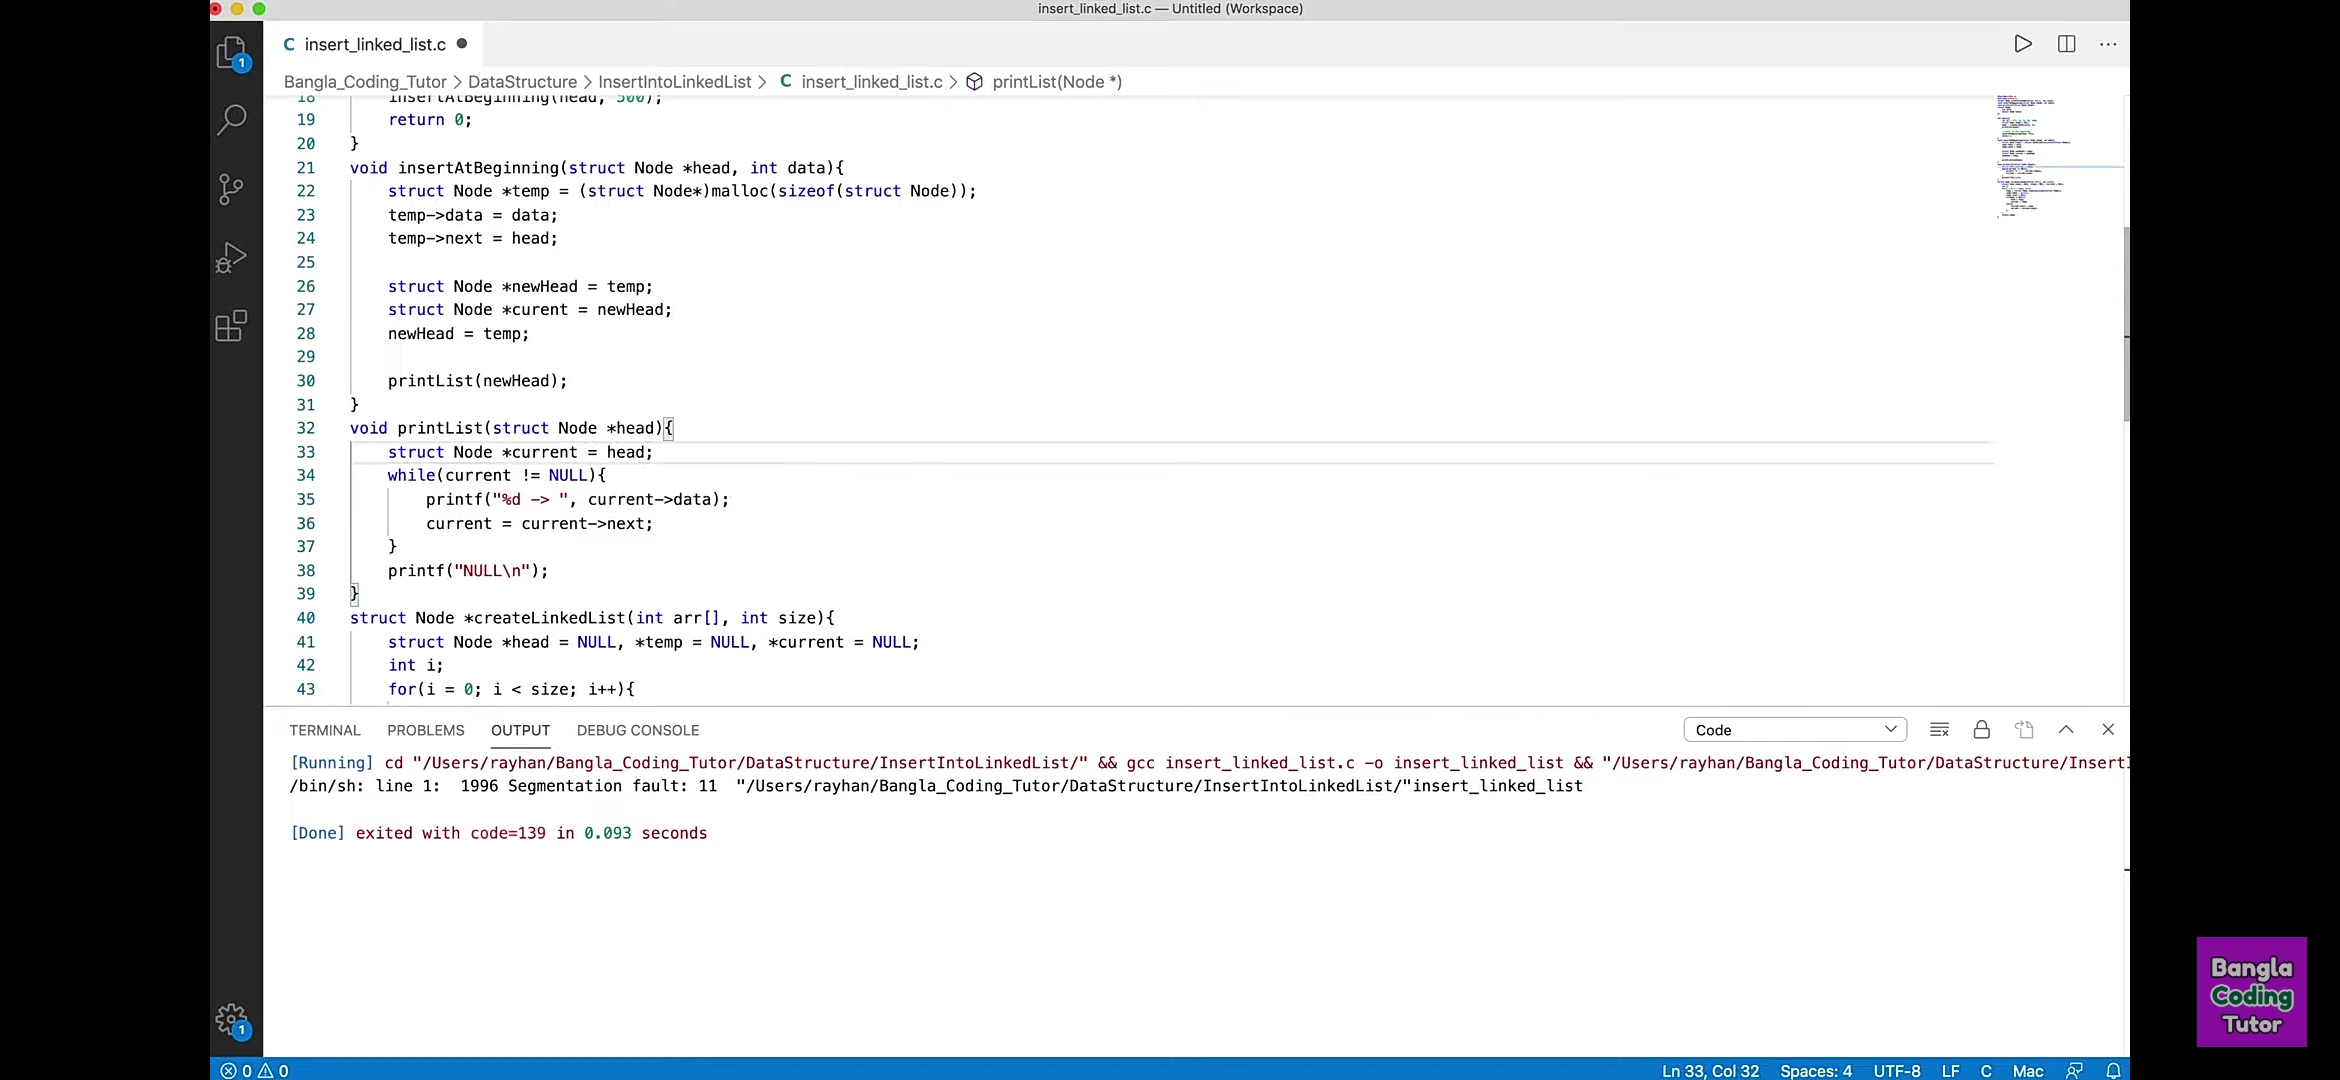 insert_linked_list.c — Untitled (Workspace)
1
C insert_linked_list.c ●
Bangla_Coding_Tutor > DataStructure > InsertIntoLinkedList > C insert_linked_list.c > printList(Node *)
18 insertAtBeginning(head, 500);
19 return 0;
20 }
21 void insertAtBeginning(struct Node *head, int data){
22 struct Node *temp = (struct Node*)malloc(sizeof(struct Node));
23 temp->data = data;
24 temp->next = head;
25
26 struct Node *newHead = temp;
27 struct Node *curent = newHead;
28 newHead = temp;
29
30 printList(newHead);
31 }
32 void printList(struct Node *head){
33 struct Node *current = head;
34 while(current != NULL){
35 printf("%d -> ", current->data);
36 current = current->next;
37 }
38 printf("NULL\n");
39 }
40 struct Node *createLinkedList(int arr[], int size){
41 struct Node *head = NULL, *temp = NULL, *current = NULL;
42 int i;
43 for(i = 0; i < size; i++){
TERMINAL PROBLEMS OUTPUT DEBUG CONSOLE Code
[Running] cd "/Users/rayhan/Bangla_Coding_Tutor/DataStructure/InsertIntoLinkedList/" && gcc insert_linked_list.c -o insert_linked_list && "/Users/rayhan/Bangla_Coding_Tutor/DataStructure/InsertI
/bin/sh: line 1: 1996 Segmentation fault: 11 "/Users/rayhan/Bangla_Coding_Tutor/DataStructure/InsertIntoLinkedList/"insert_linked_list
[Done] exited with code=139 in 0.093 seconds
1
0 0 Ln 33, Col 32 Spaces: 4 UTF-8 LF C Mac
Bangla
Coding
Tutor